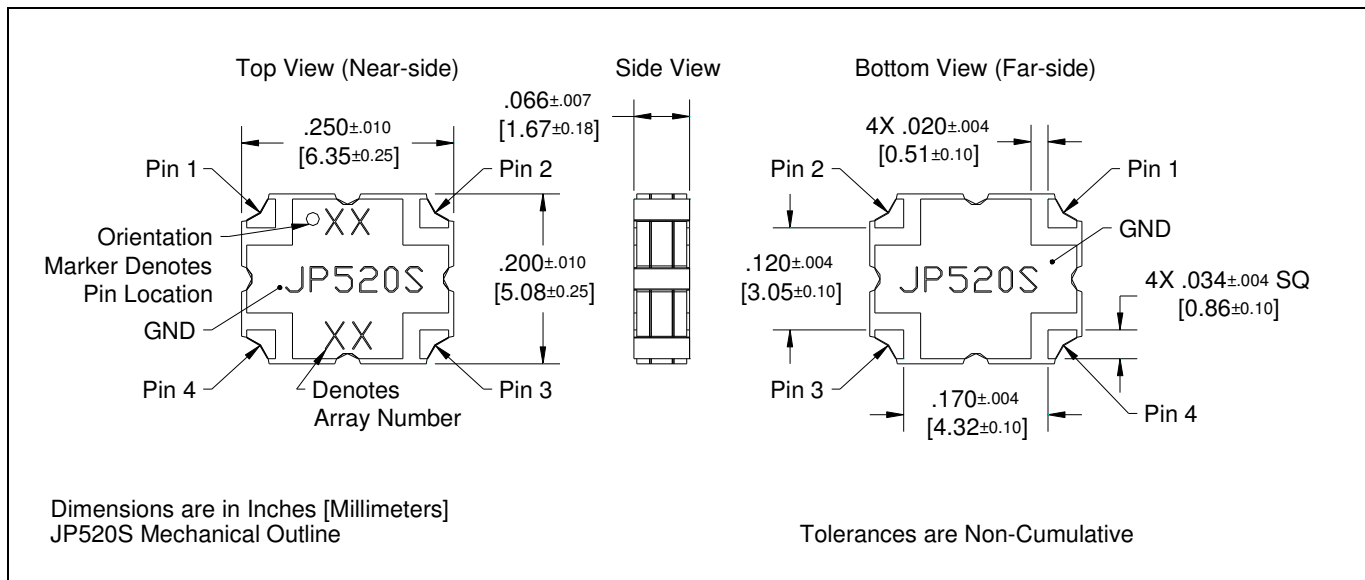 Top View (Near-side)
Side View
Bottom View (Far-side)
.250±.010
[6.35±0.25]
.066±.007
[1.67±0.18]
4X .020±.004
[0.51±0.10]
Pin 1
Pin 2
Pin 2
Pin 1
Orientation
Marker Denotes
Pin Location
GND
XX
JP520S
XX
.200±.010
[5.08±0.25]
Pin 4
Denotes
Array Number
Pin 3
GND
.120±.004
[3.05±0.10]
JP520S
4X .034±.004 SQ
[0.86±0.10]
Pin 3
.170±.004
[4.32±0.10]
Pin 4
Dimensions are in Inches [Millimeters]
JP520S Mechanical Outline
Tolerances are Non-Cumulative